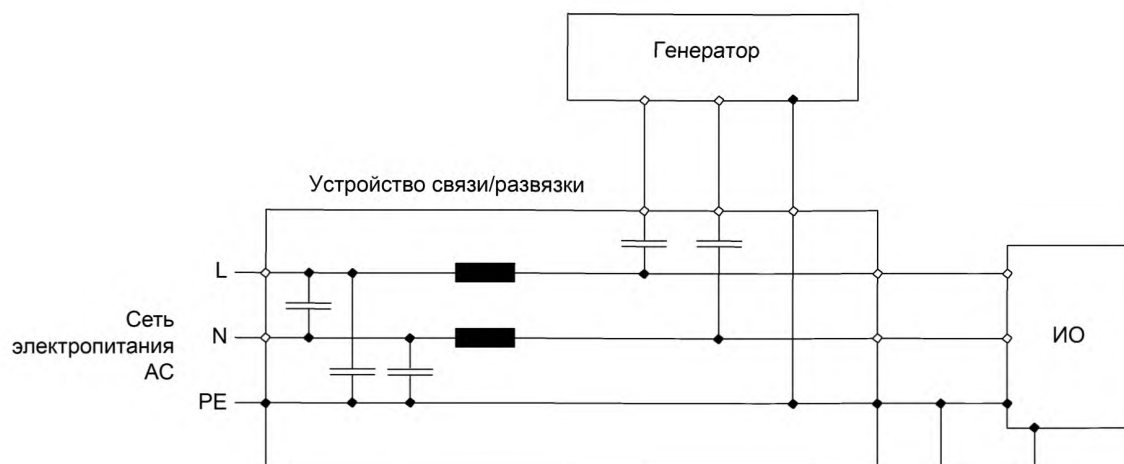 Генератор
Устройство связи/развязки
L
Сеть
электропитания
АС
N
ИО
PE